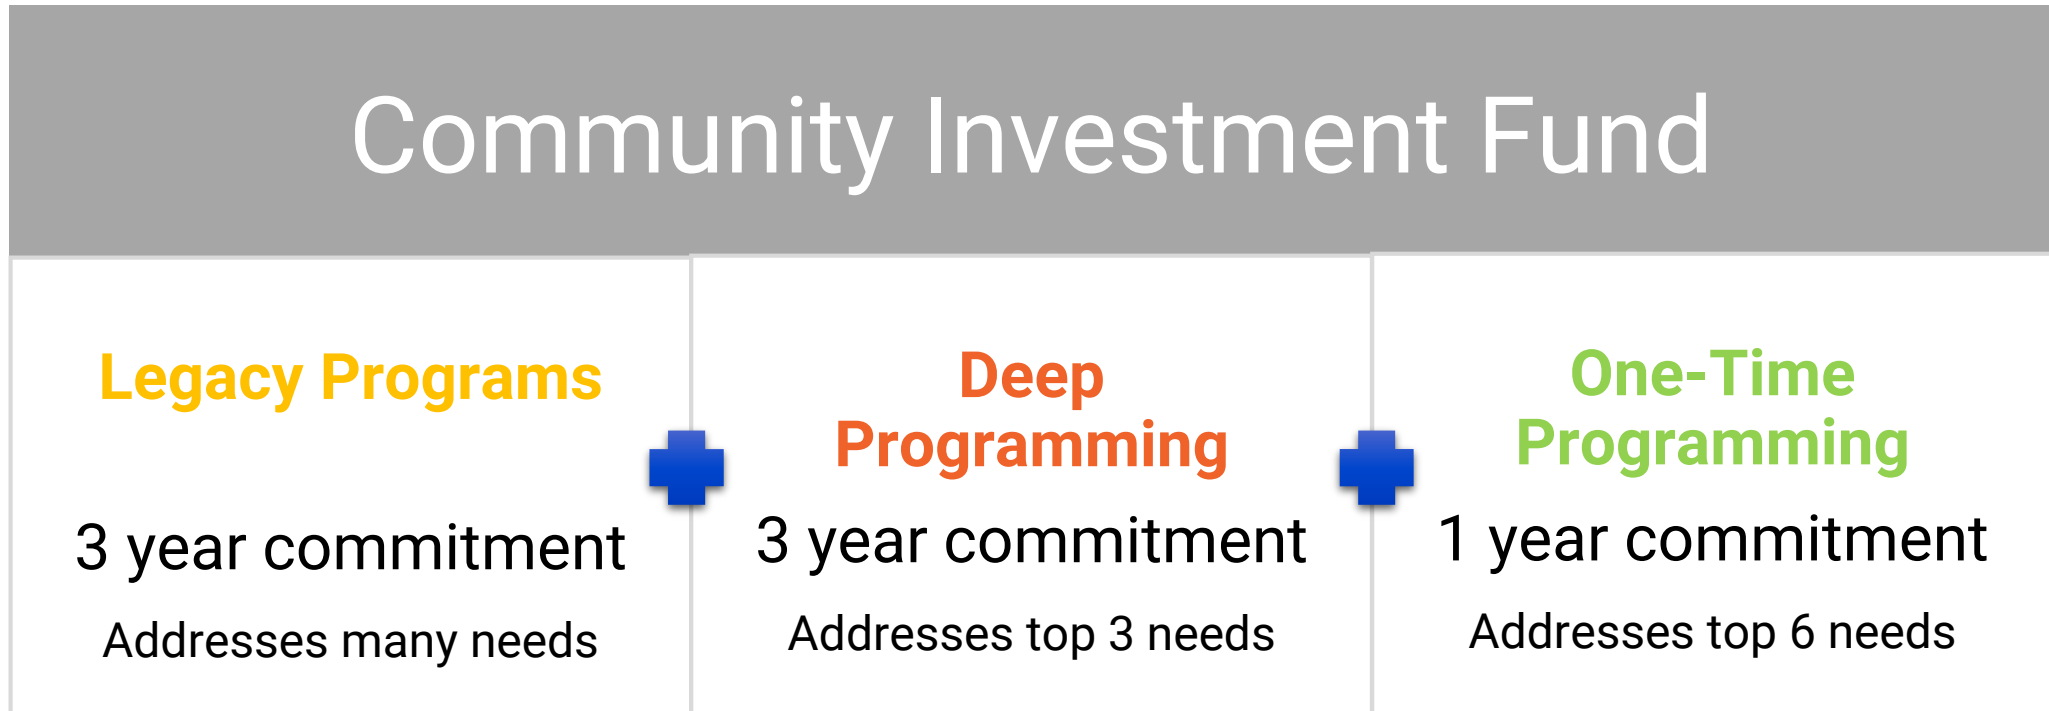 Community Investment Fund
Legacy Programs
3 year commitment
Addresses many needs
Deep
Programming
3 year commitment
Addresses top 3 needs
One-Time
Programming
1 year commitment
Addresses top 6 needs